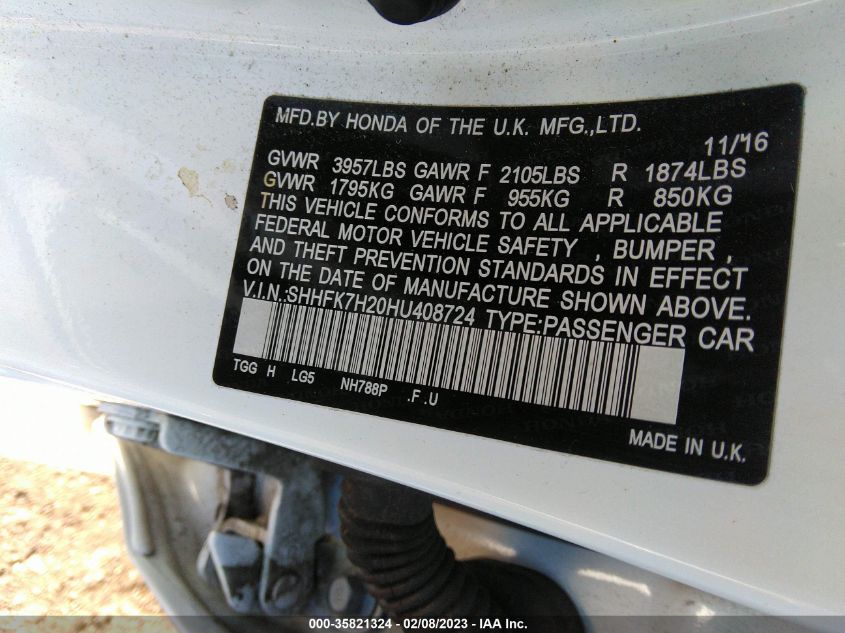 MFD.BY HONDA OF THE U.K. MFG.,LTD.
11/16
GVWR 3957LBS GAWR F 2105LBS R 1874LBS
GVWR 1795KG GAWR F 955KG R 850KG
THIS VEHICLE CONFORMS TO ALL APPLICABLE
FEDERAL MOTOR VEHICLE SAFETY , BUMPER ,
AND THEFT PREVENTION STANDARDS IN EFFECT
ON THE DATE OF MANUFACTURE SHOWN ABOVE.
V.I.N.:SHHFK7H20HU408724 TYPE:PASSENGER CAR
TGG H LG5 NH788P .F.U
MADE IN U.K.
000-35821324 | 02/08/2023 | IAA Inc.